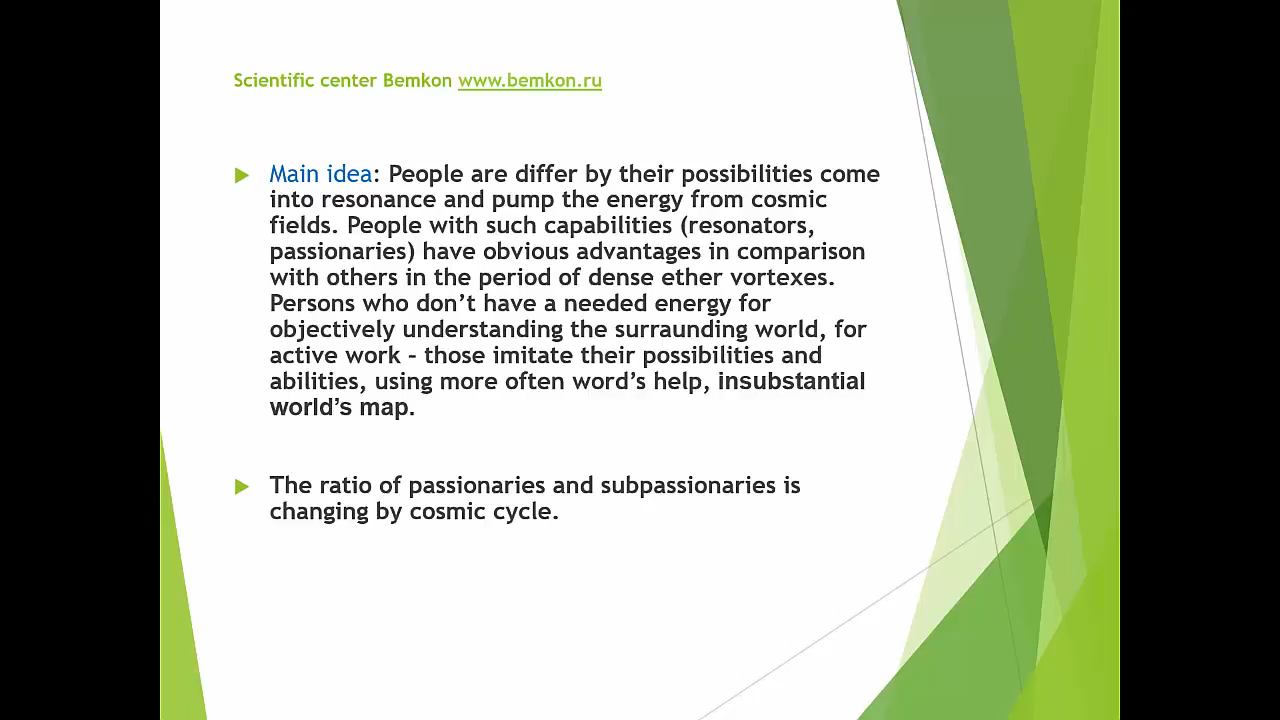 Scientific center Bemkon www.bemkon.ru
Main idea: People are differ by their possibilities come
into resonance and pump the energy from cosmic
fields. People with such capabilities (resonators,
passionaries) have obvious advantages in comparison
with others in the period of dense ether vortexes.
Persons who don’t have a needed energy for
objectively understanding the surraunding world, for
active work – those imitate their possibilities and
abilities, using more often word’s help, insubstantial
world’s map.
The ratio of passionaries and subpassionaries is
changing by cosmic cycle.